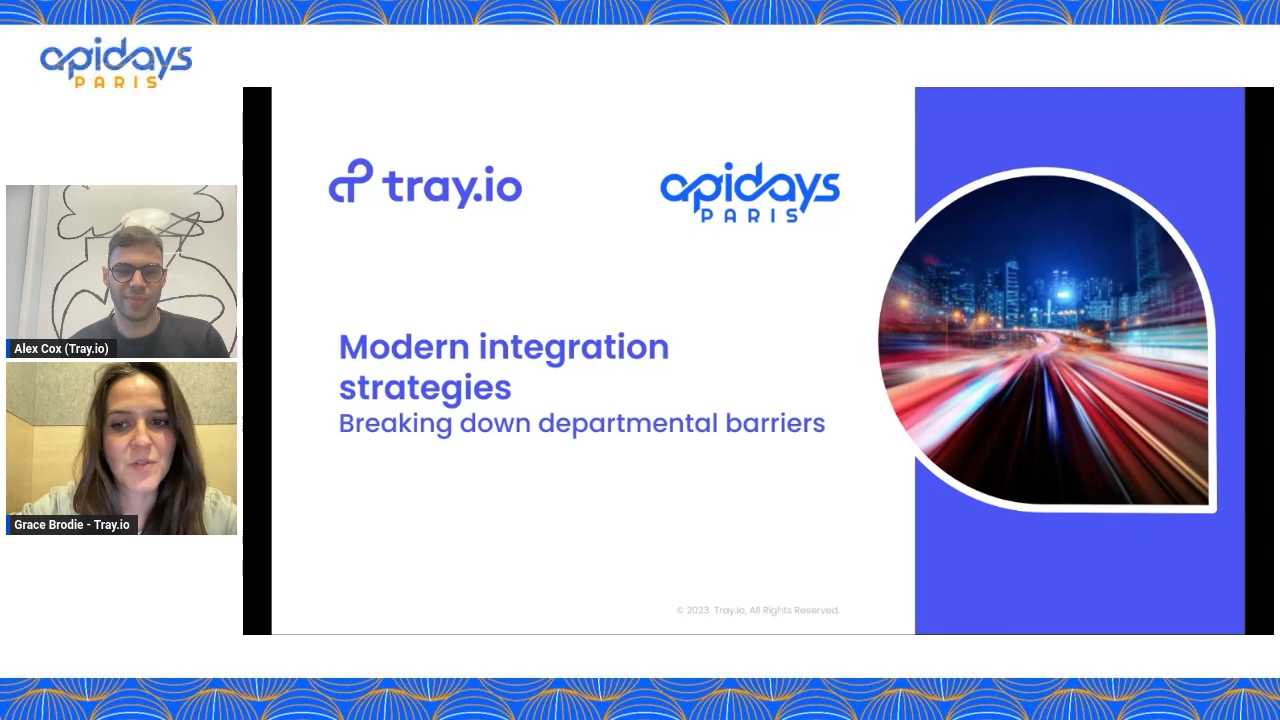 apidays
PARIS
Alex Cox (Tray.io)
Grace Brodie - Tray.io
tray.io
apidays
PARIS
Modern integration
strategies
Breaking down departmental barriers
© 2023 Tray.io, All Rights Reserved.